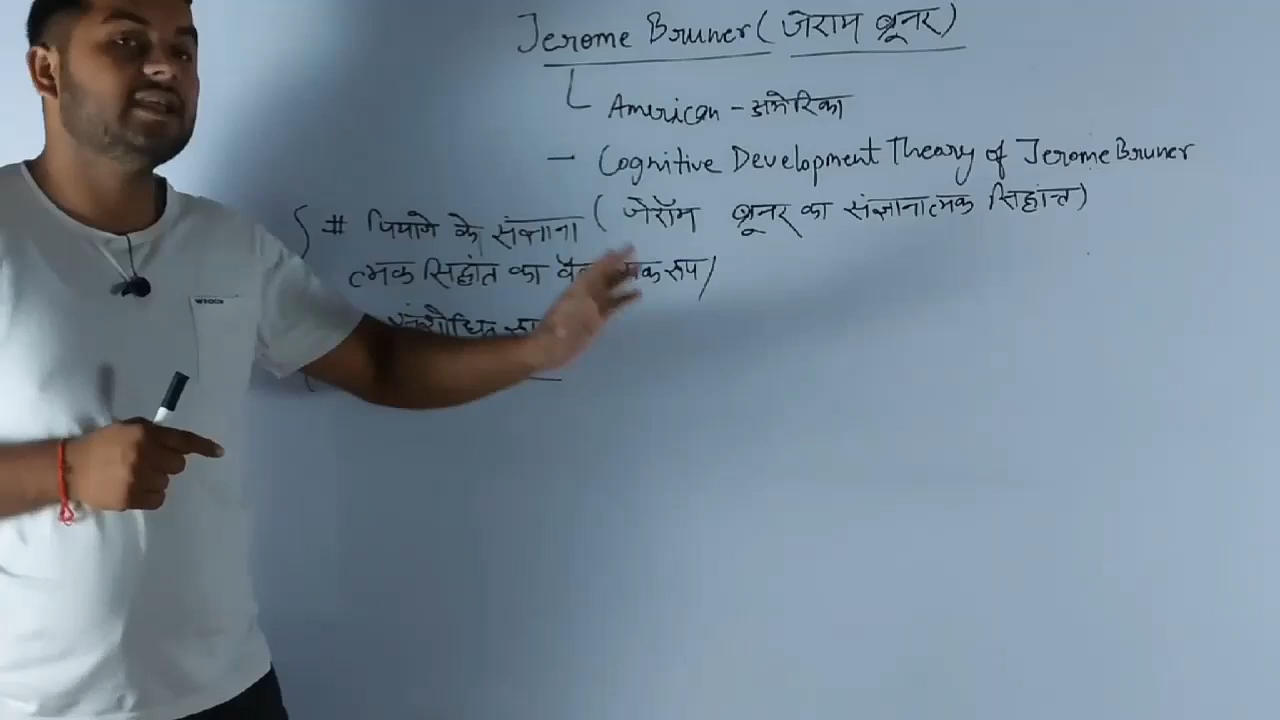 Jerome Bruner ( जेराम ब्रूनर )
American - अमेरिका
– Cognitive Development Theory of Jerome Bruner
( जेरॉम ब्रूनर का संज्ञानात्मक सिद्धांत )
# पियाजे के संज्ञाना
त्मक सिद्धांत का रूप /
संशोधित